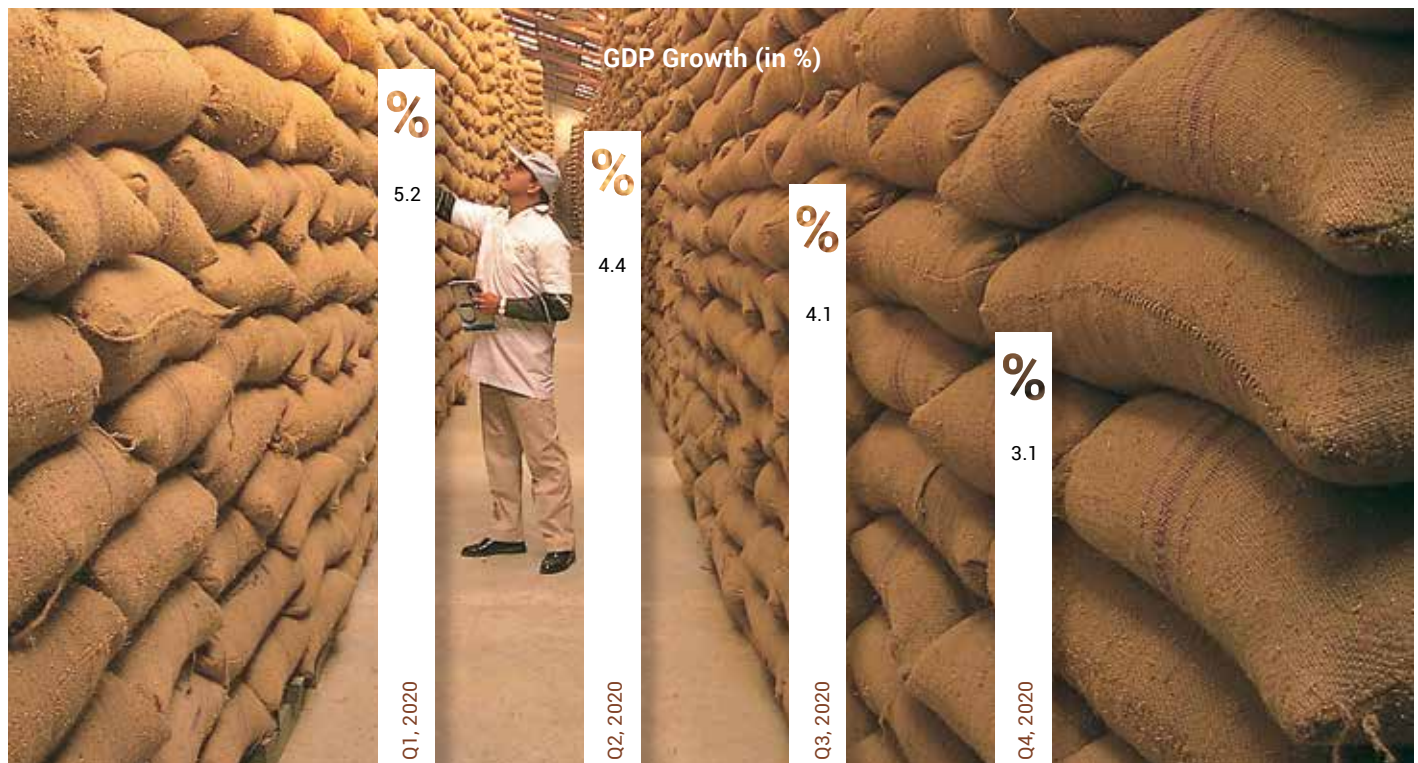 GDP Growth (in %)
%
5.2
Q1, 2020
%
4.4
Q2, 2020
%
4.1
Q3, 2020
%
3.1
Q4, 2020